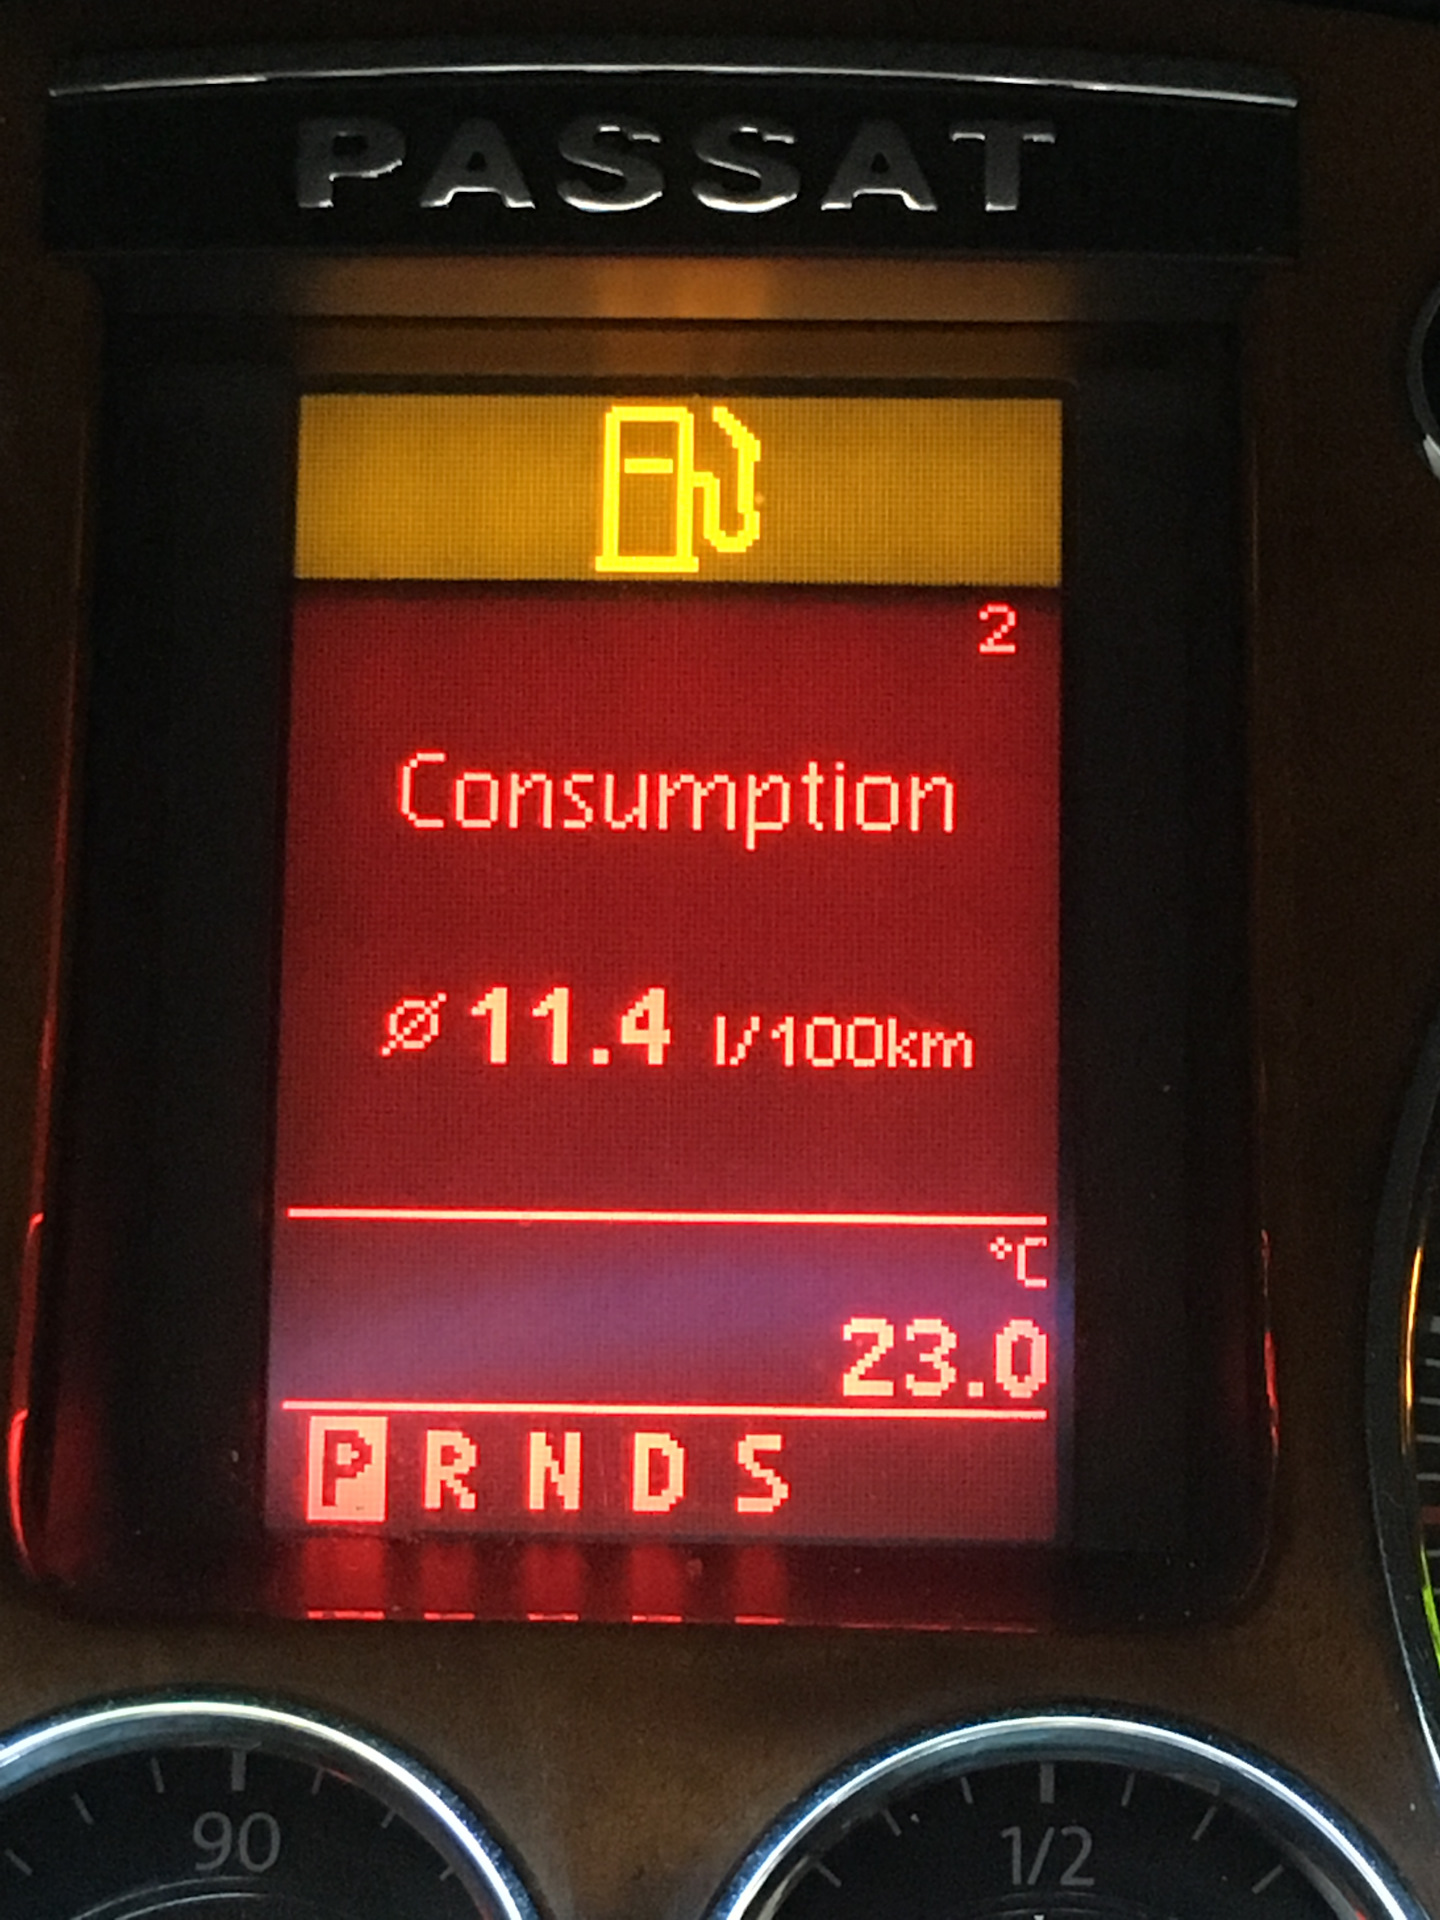 PASSAT
2
Consumption
ø 11.4 l/100km
°C
23.0
P R N D S
90
1/2